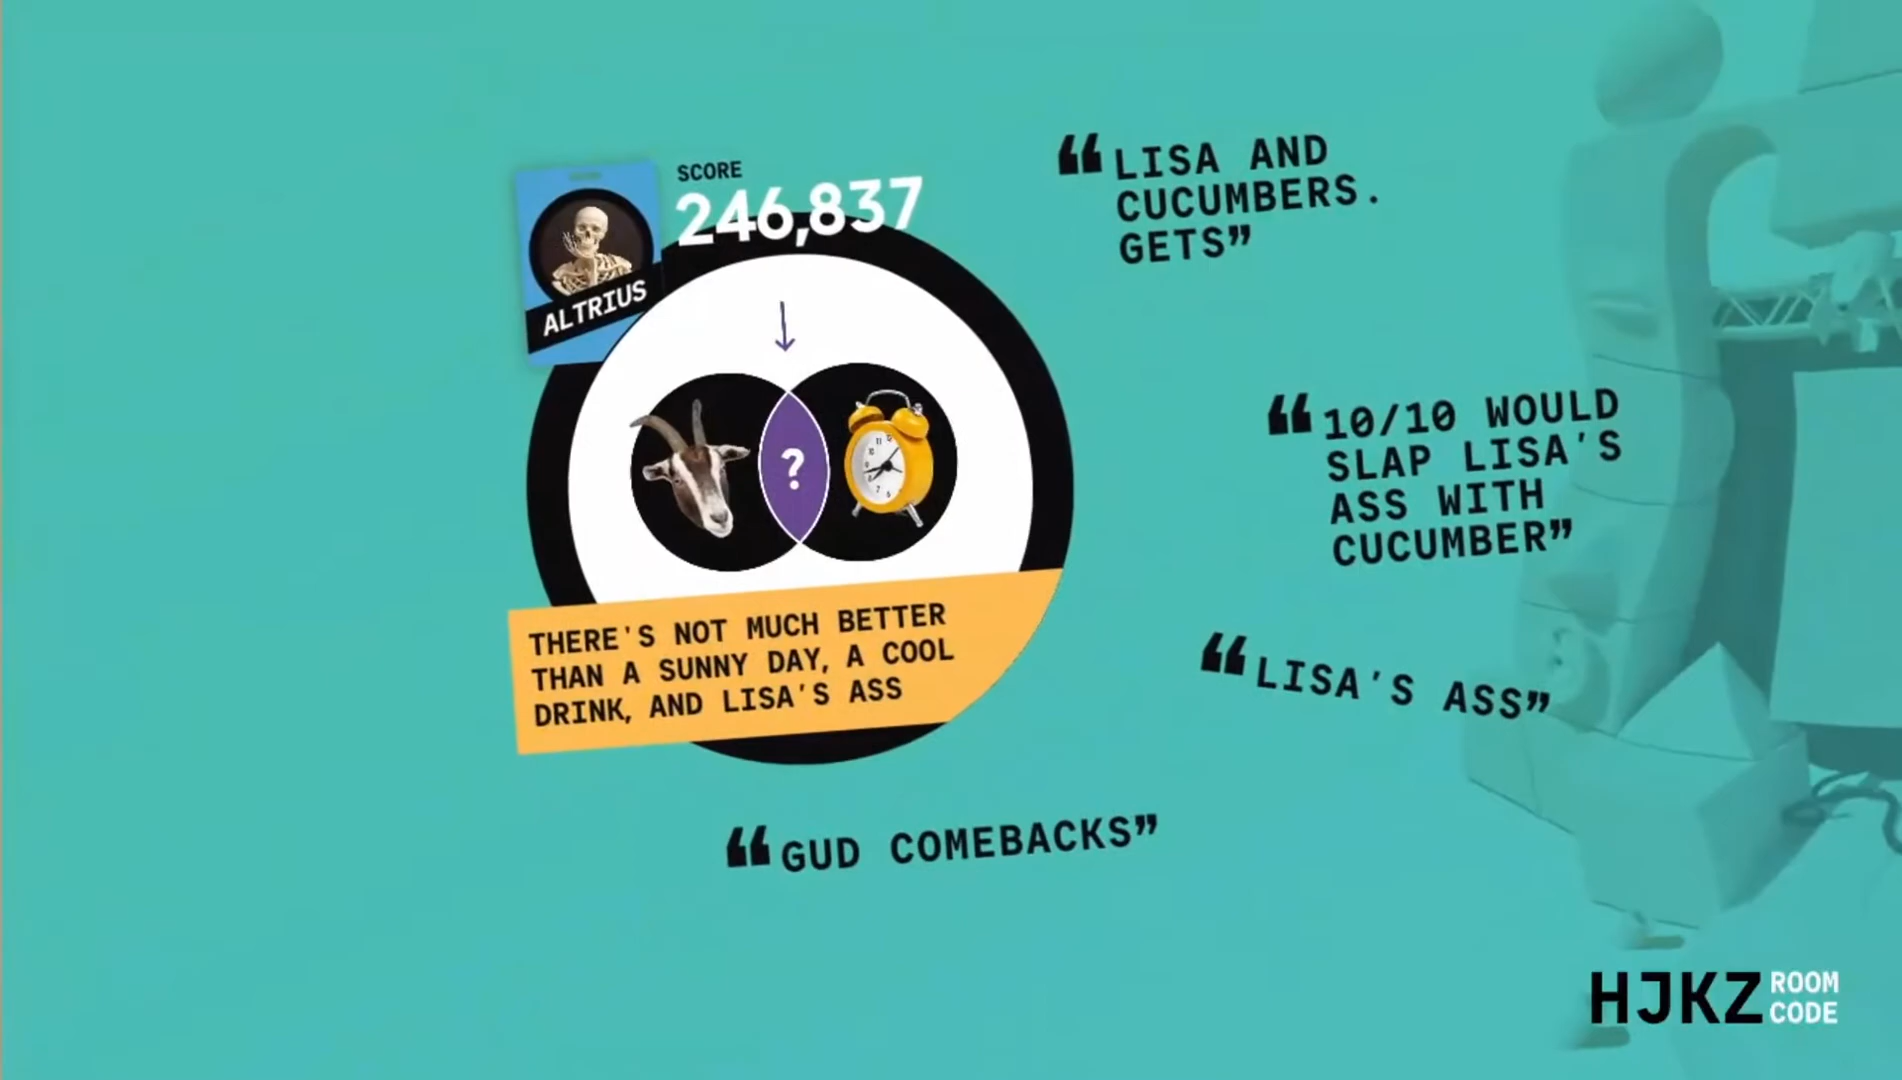 SCORE
246,837
ALTRIUS
?
THERE'S NOT MUCH BETTER
THAN A SUNNY DAY, A COOL
DRINK, AND LISA'S ASS
“LISA AND
CUCUMBERS.
GETS”
“10/10 WOULD
SLAP LISA'S
ASS WITH
CUCUMBER”
“LISA'S ASS”
“GUD COMEBACKS”
HJKZ ROOM
CODE